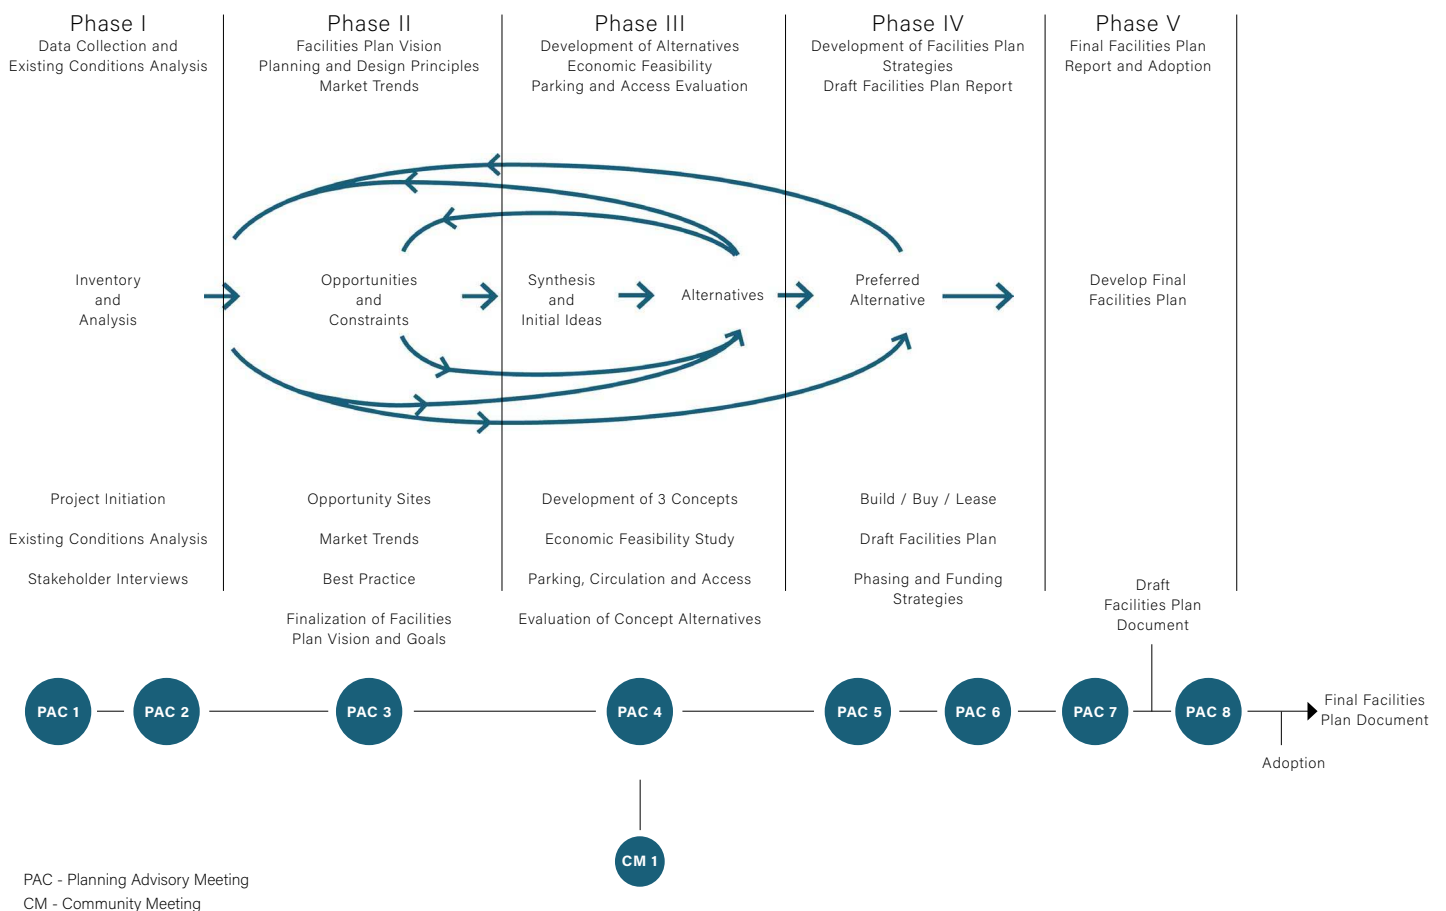 Phase I
Data Collection and
Existing Conditions Analysis
Phase II
Facilities Plan Vision
Planning and Design Principles
Market Trends
Phase III
Development of Alternatives
Economic Feasibility
Parking and Access Evaluation
Phase IV
Development of Facilities Plan
Strategies
Draft Facilities Plan Report
Phase V
Final Facilities Plan
Report and Adoption
Inventory
and
Analysis
Opportunities
and
Constraints
Synthesis
and
Initial Ideas
Alternatives
Preferred
Alternative
Develop Final
Facilities Plan
Project Initiation
Existing Conditions Analysis
Stakeholder Interviews
Opportunity Sites
Market Trends
Best Practice
Finalization of Facilities
Plan Vision and Goals
Development of 3 Concepts
Economic Feasibility Study
Parking, Circulation and Access
Evaluation of Concept Alternatives
Build / Buy / Lease
Draft Facilities Plan
Phasing and Funding
Strategies
Draft
Facilities Plan
Document
PAC 1
PAC 2
PAC 3
PAC 4
PAC 5
PAC 6
PAC 7
PAC 8
Final Facilities
Plan Document
Adoption
CM 1
PAC - Planning Advisory Meeting
CM - Community Meeting